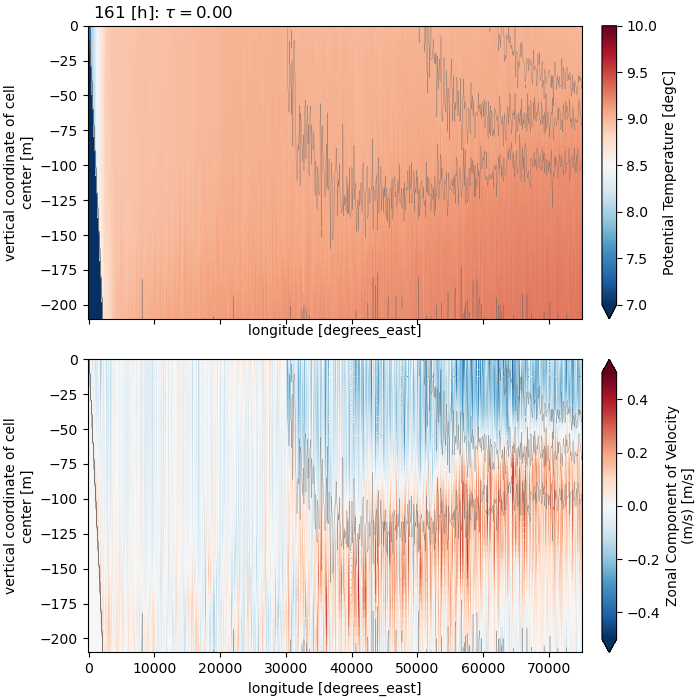 161 [h]: τ = 0.00
0
−25
−50
−75
−100
−125
−150
−175
−200
vertical coordinate of cell
center [m]
longitude [degrees_east]
10.0
9.5
9.0
8.5
8.0
7.5
7.0
Potential Temperature [degC]
0
−25
−50
−75
−100
−125
−150
−175
−200
vertical coordinate of cell
center [m]
0 10000 20000 30000 40000 50000 60000 70000
longitude [degrees_east]
0.4
0.2
0.0
−0.2
−0.4
Zonal Component of Velocity
(m/s) [m/s]